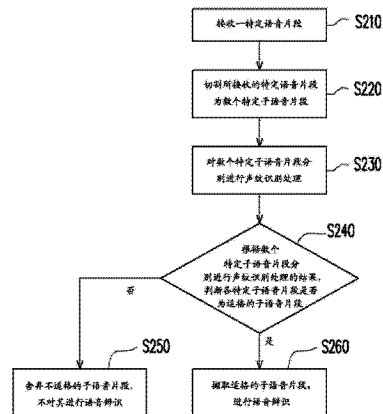 接收一特定语音片段
S210
切割所接收的特定语音片段
为数个特定子语音片段
S220
对数个特定子语音片段分
别进行声纹识别处理
S230
S240
根据数个
特定子语音片段分
别进行声纹识别处理的结果,
判断各特定子语音片段是否
为适格的子语音片段
否
是
S250
舍弃不适格的子语音片段,
不对其进行语音辨识
S260
撷取适格的子语音片段,
进行语音辨识